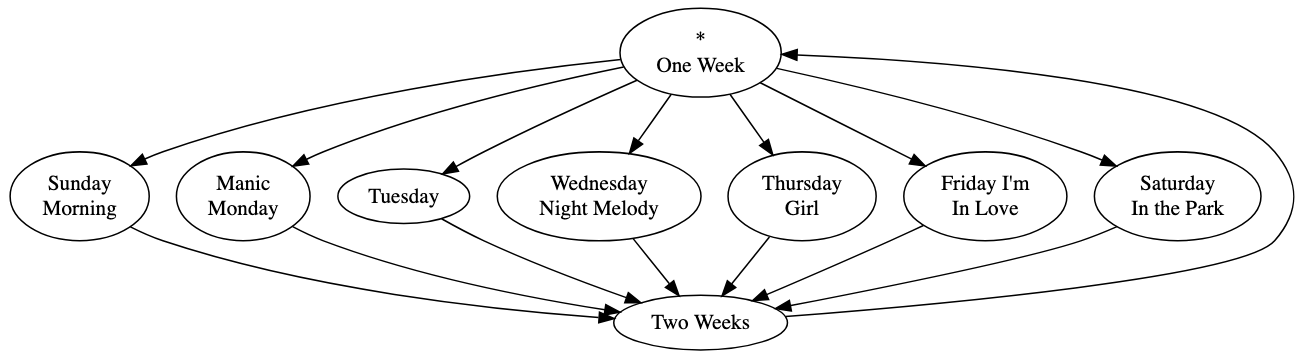 *
One Week
Sunday
Morning
Manic
Monday
Tuesday
Wednesday
Night Melody
Thursday
Girl
Friday I'm
In Love
Saturday
In the Park
Two Weeks